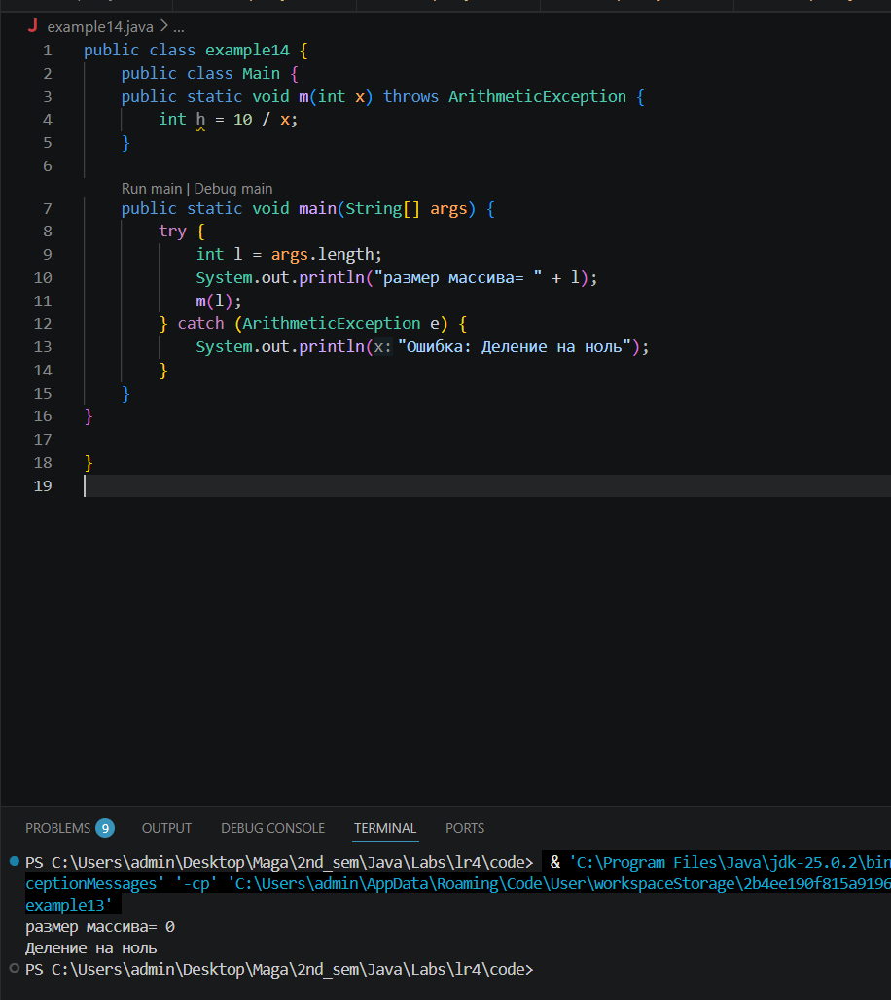 J example14.java > ...
1 public class example14 {
2 public class Main {
3 public static void m(int x) throws ArithmeticException {
4 int h = 10 / x;
5 }
6
Run main | Debug main
7 public static void main(String[] args) {
8 try {
9 int l = args.length;
10 System.out.println("размер массива= " + l);
11 m(l);
12 } catch (ArithmeticException e) {
13 System.out.println(x: "Ошибка: Деление на ноль");
14 }
15 }
16 }
17
18 }
19
PROBLEMS 9 OUTPUT DEBUG CONSOLE TERMINAL PORTS
PS C:\Users\admin\Desktop\Maga\2nd_sem\Java\Labs\lr4\code> & 'C:\Program Files\Java\jdk-25.0.2\bin
ceptionMessages' '-cp' 'C:\Users\admin\AppData\Roaming\Code\User\workspaceStorage\2b4ee190f815a9196
example13'
размер массива= 0
Деление на ноль
PS C:\Users\admin\Desktop\Maga\2nd_sem\Java\Labs\lr4\code>